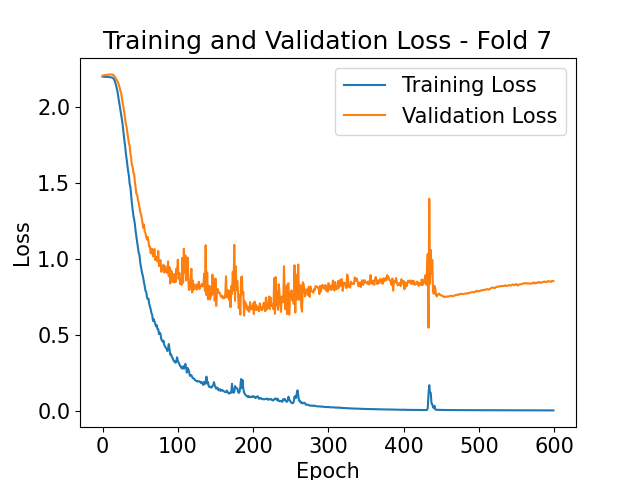 Training and Validation Loss - Fold 7
Training Loss
Validation Loss
Loss
2.0
1.5
1.0
0.5
0.0
0 100 200 300 400 500 600
Epoch